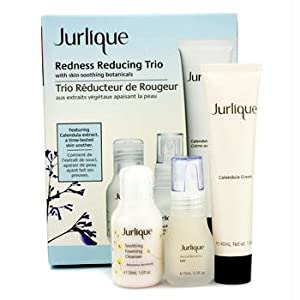 Jurlique
Redness Reducing Trio
with skin-soothing botanicals
Trio Réducteur de Rougeur
aux extraits végétaux apaisant la peau
Featuring
Calendula extract,
a time-tested
skin soother.
Contient de
l'extrait de souci,
apaiser de peau,
ayant fait ses
preuves.
Jurlique
Calendula Cream
Jurlique
Soothing
Foaming
Cleanser
Jurlique